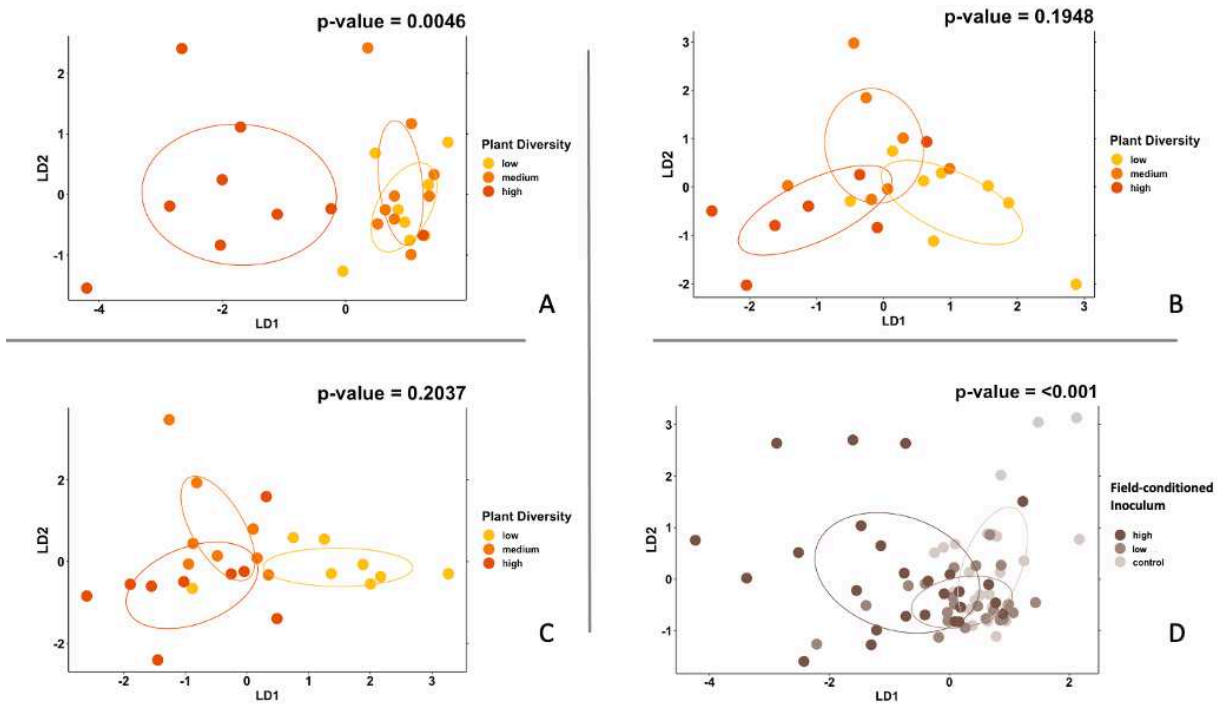 p-value = 0.0046
2
1
0
-1
LD2
-4
-2
0
LD1
Plant Diversity
low
medium
high
A
p-value = 0.1948
3
2
1
0
-1
-2
LD2
-2
-1
0
1
2
3
LD1
Plant Diversity
low
medium
high
B
p-value = 0.2037
2
0
-2
LD2
-2
-1
0
1
2
3
LD1
Plant Diversity
low
medium
high
C
p-value = <0.001
3
2
1
0
-1
LD2
-4
-2
0
2
LD1
Field-conditioned
Inoculum
high
low
control
D